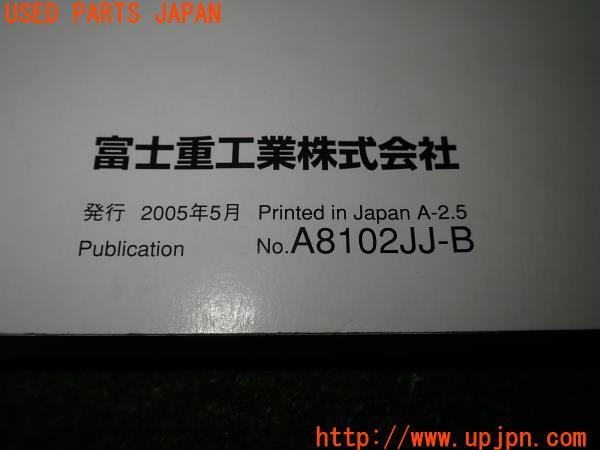 USED PARTS JAPAN
富士重工業株式会社
発行 2005年5月 Printed in Japan A-2.5
Publication No.A8102JJ-B
http://www.upjpn.com